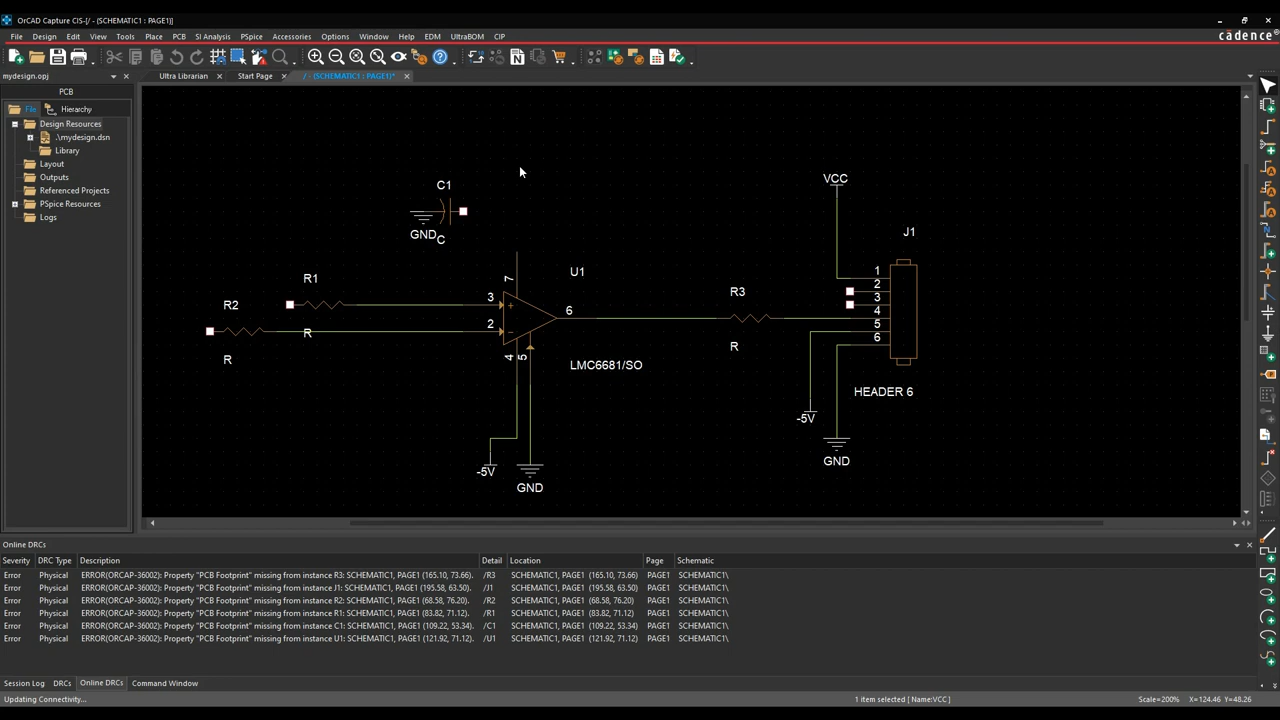 OrCAD Capture CIS-[/ - (SCHEMATIC1 : PAGE1)]
File Design Edit View Tools Place PCB SI Analysis PSpice Accessories Options Window Help EDM UltraBOM CIP
cādence®
mydesign.opj
Ultra Librarian
Start Page
/ - (SCHEMATIC1 : PAGE1)*
PCB
File
Hierarchy
Design Resources
.\mydesign.dsn
Library
Layout
Outputs
Referenced Projects
PSpice Resources
Logs
C1
GND
C
VCC
J1
R1
R
R2
R
U1
7
3
2
6
4
5
LMC6681/SO
R3
R
1
2
3
4
5
6
HEADER 6
-5V
GND
-5V
GND
Online DRCs
Severity DRC Type Description Detail Location Page Schematic
Error Physical ERROR(ORCAP-36002): Property "PCB Footprint" missing from instance R3: SCHEMATIC1, PAGE1 (165.10, 73.66). /R3 SCHEMATIC1, PAGE1 (165.10, 73.66) PAGE1 SCHEMATIC1\
Error Physical ERROR(ORCAP-36002): Property "PCB Footprint" missing from instance J1: SCHEMATIC1, PAGE1 (195.58, 63.50). /J1 SCHEMATIC1, PAGE1 (195.58, 63.50) PAGE1 SCHEMATIC1\
Error Physical ERROR(ORCAP-36002): Property "PCB Footprint" missing from instance R2: SCHEMATIC1, PAGE1 (68.58, 76.20). /R2 SCHEMATIC1, PAGE1 (68.58, 76.20) PAGE1 SCHEMATIC1\
Error Physical ERROR(ORCAP-36002): Property "PCB Footprint" missing from instance R1: SCHEMATIC1, PAGE1 (83.82, 71.12). /R1 SCHEMATIC1, PAGE1 (83.82, 71.12) PAGE1 SCHEMATIC1\
Error Physical ERROR(ORCAP-36002): Property "PCB Footprint" missing from instance C1: SCHEMATIC1, PAGE1 (109.22, 53.34). /C1 SCHEMATIC1, PAGE1 (109.22, 53.34) PAGE1 SCHEMATIC1\
Error Physical ERROR(ORCAP-36002): Property "PCB Footprint" missing from instance U1: SCHEMATIC1, PAGE1 (121.92, 71.12). /U1 SCHEMATIC1, PAGE1 (121.92, 71.12) PAGE1 SCHEMATIC1\
Session Log DRCs Online DRCs Command Window
Updating Connectivity... 1 item selected [ Name:VCC ] Scale=200% X=124.46 Y=48.26